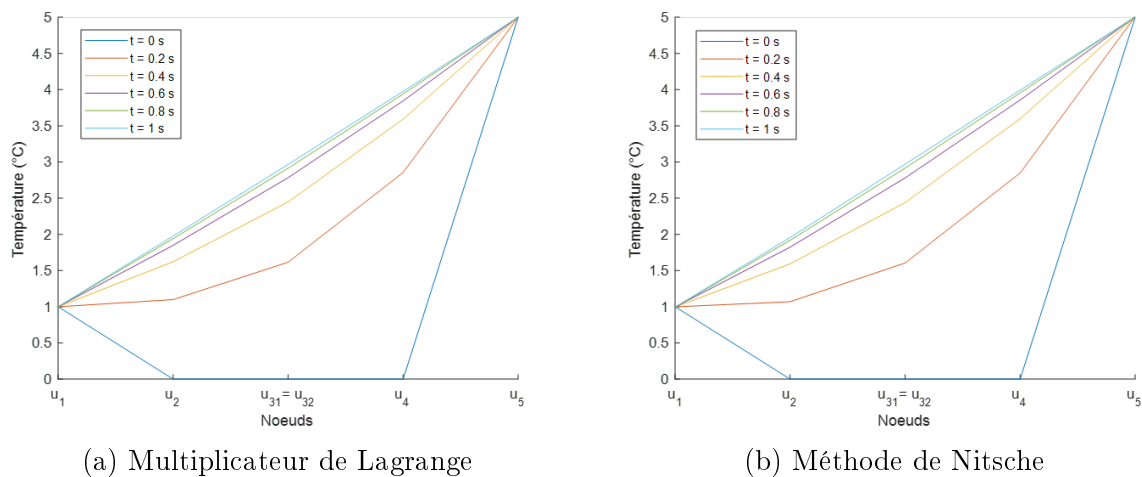 5
4.5
4
3.5
3
2.5
2
1.5
1
0.5
0
Température (°C)
t = 0 s
t = 0.2 s
t = 0.4 s
t = 0.6 s
t = 0.8 s
t = 1 s
u1 u2 u31 = u32 u4 u5
Noeuds
(a) Multiplicateur de Lagrange
5
4.5
4
3.5
3
2.5
2
1.5
1
0.5
0
Température (°C)
t = 0 s
t = 0.2 s
t = 0.4 s
t = 0.6 s
t = 0.8 s
t = 1 s
u1 u2 u31 = u32 u4 u5
Noeuds
(b) Méthode de Nitsche